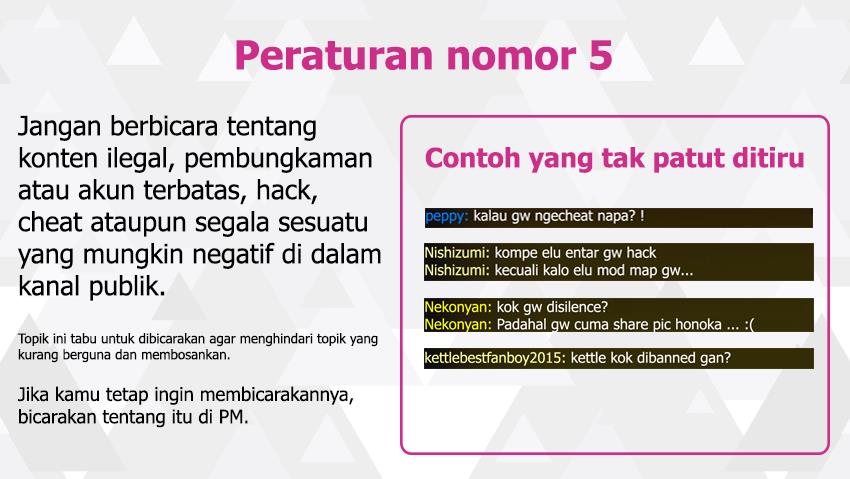 Peraturan nomor 5
Jangan berbicara tentang
konten ilegal, pembungkaman
atau akun terbatas, hack,
cheat ataupun segala sesuatu
yang mungkin negatif di dalam
kanal publik.
Topik ini tabu untuk dibicarakan agar menghindari topik yang
kurang berguna dan membosankan.
Jika kamu tetap ingin membicarakannya,
bicarakan tentang itu di PM.
Contoh yang tak patut ditiru
peppy: kalau gw ngecheat napa? !
Nishizumi: kompe elu entar gw hack
Nishizumi: kecuali kalo elu mod map gw...
Nekonyan: kok gw disilence?
Nekonyan: Padahal gw cuma share pic honoka ... :(
kettlebestfanboy2015: kettle kok dibanned gan?